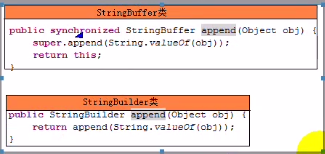 StringBuffer类
public synchronized StringBuffer append(Object obj) {
super.append(String.valueOf(obj));
return this;
}
StringBuilder类
public StringBuilder append(Object obj) {
return append(String.valueOf(obj));
}